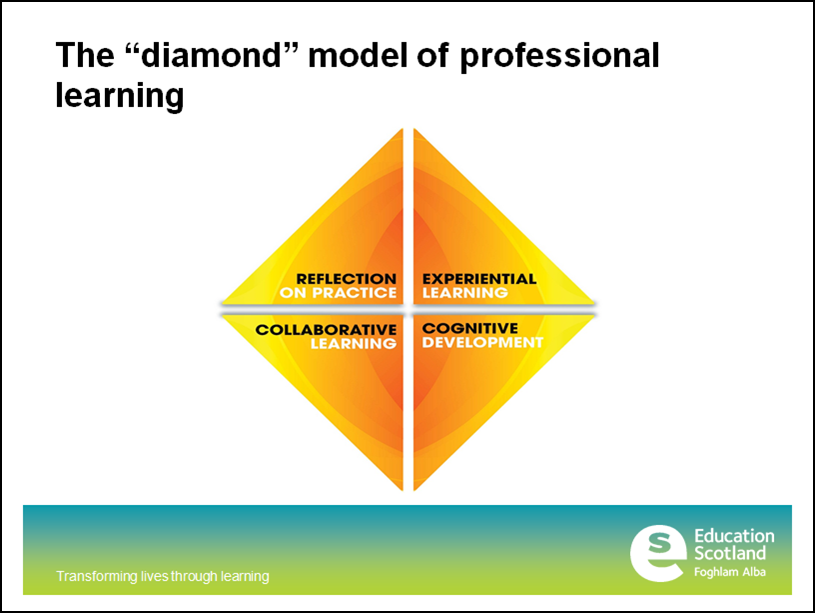 The “diamond” model of professional
learning
REFLECTION
ON PRACTICE
EXPERIENTIAL
LEARNING
COLLABORATIVE
LEARNING
COGNITIVE
DEVELOPMENT
Transforming lives through learning
Education
Scotland
Foghlam Alba